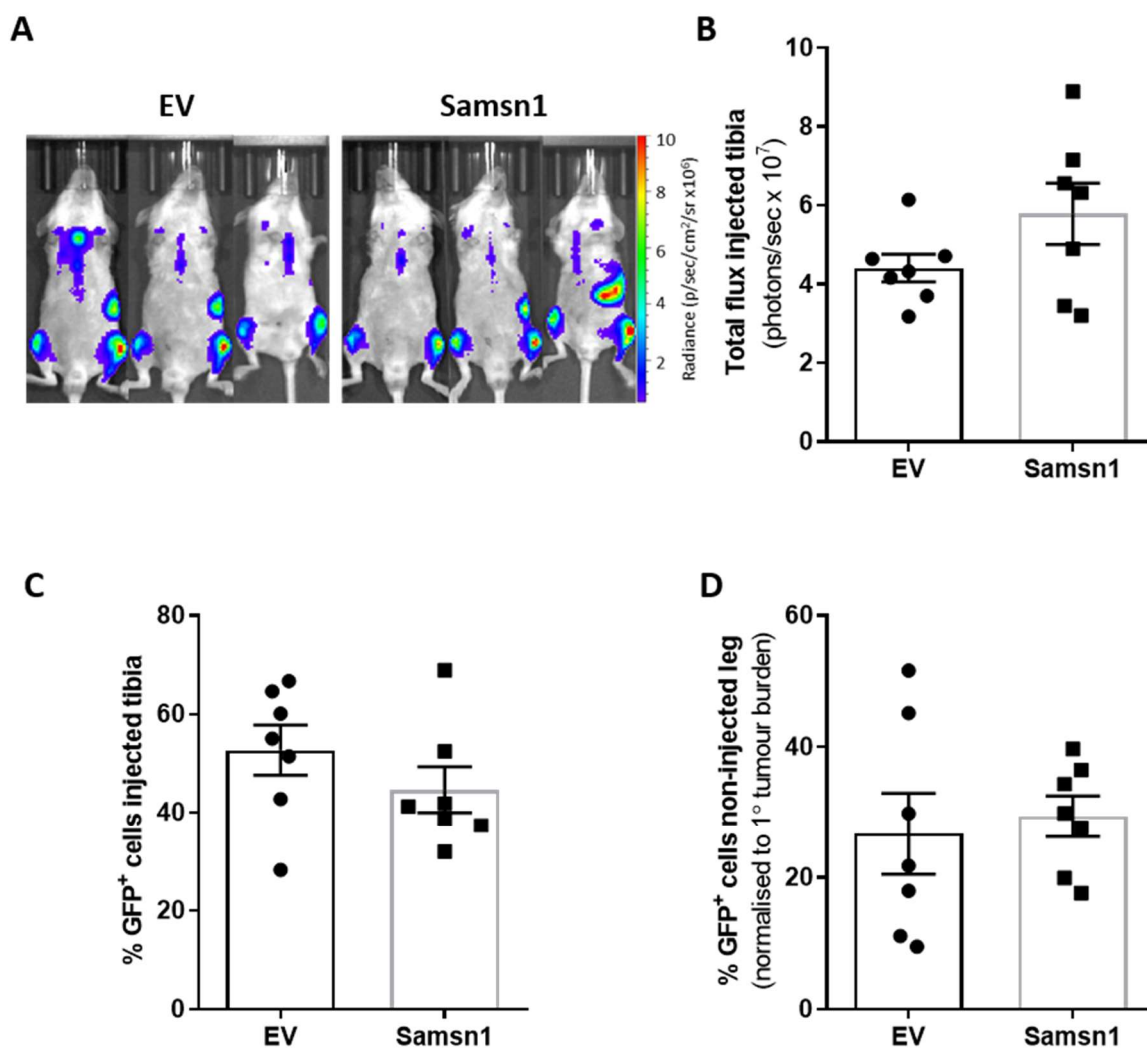 A
EV
Samsn1
10
8
6
4
2
Radiance (p/sec/cm²/sr x10⁶)
B
Total flux injected tibia
(photons/sec x 10⁷)
10
8
6
4
2
0
EV
Samsn1
C
% GFP⁺ cells injected tibia
80
60
40
20
0
EV
Samsn1
D
% GFP⁺ cells non-injected leg
(normalised to 1° tumour burden)
60
40
20
0
EV
Samsn1